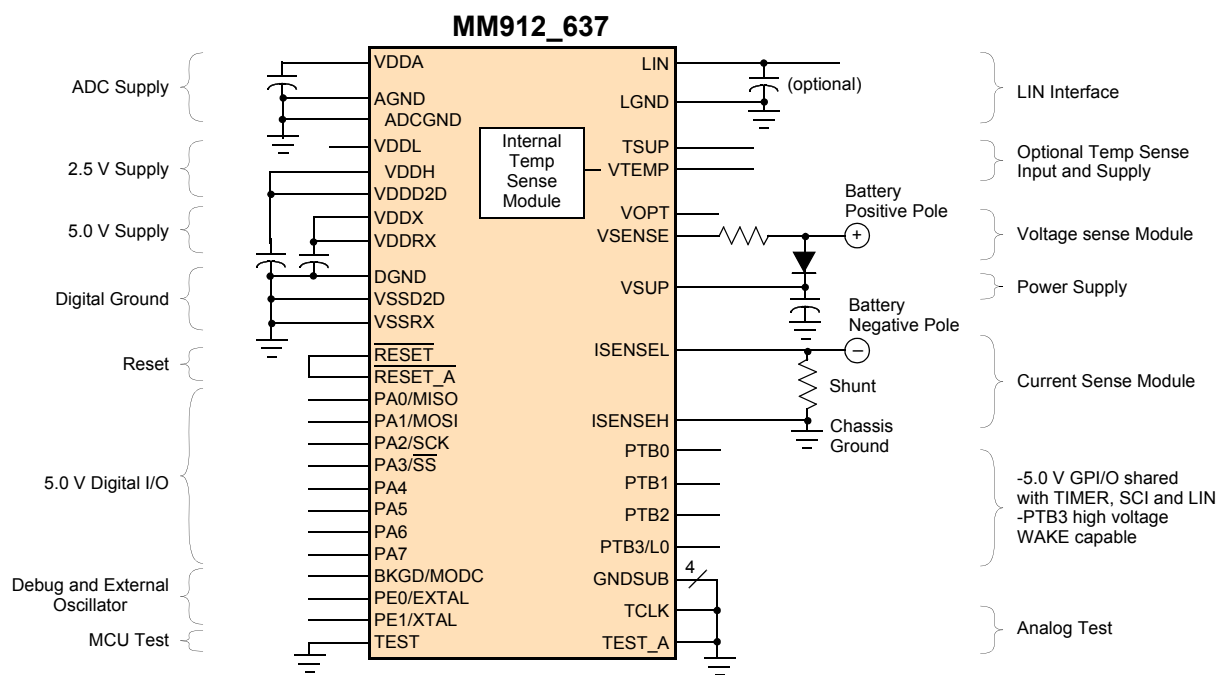 MM912_637
ADC Supply
2.5 V Supply
5.0 V Supply
Digital Ground
Reset
5.0 V Digital I/O
Debug and External
Oscillator
MCU Test
VDDA
AGND
ADCGND
VDDL
VDDH
VDDD2D
VDDX
VDDRX
DGND
VSSD2D
VSSRX
RESET
RESET_A
PA0/MISO
PA1/MOSI
PA2/SCK
PA3/SS
PA4
PA5
PA6
PA7
BKGD/MODC
PE0/EXTAL
PE1/XTAL
TEST
Internal
Temp
Sense
Module
LIN
LGND
TSUP
VTEMP
VOPT
VSENSE
VSUP
ISENSEL
ISENSEH
PTB0
PTB1
PTB2
PTB3/L0
GNDSUB
TCLK
TEST_A
(optional)
Battery
Positive Pole
+
Battery
Negative Pole
−
Shunt
Chassis
Ground
4
LIN Interface
Optional Temp Sense
Input and Supply
Voltage sense Module
Power Supply
Current Sense Module
-5.0 V GPI/O shared
with TIMER, SCI and LIN
-PTB3 high voltage
WAKE capable
Analog Test